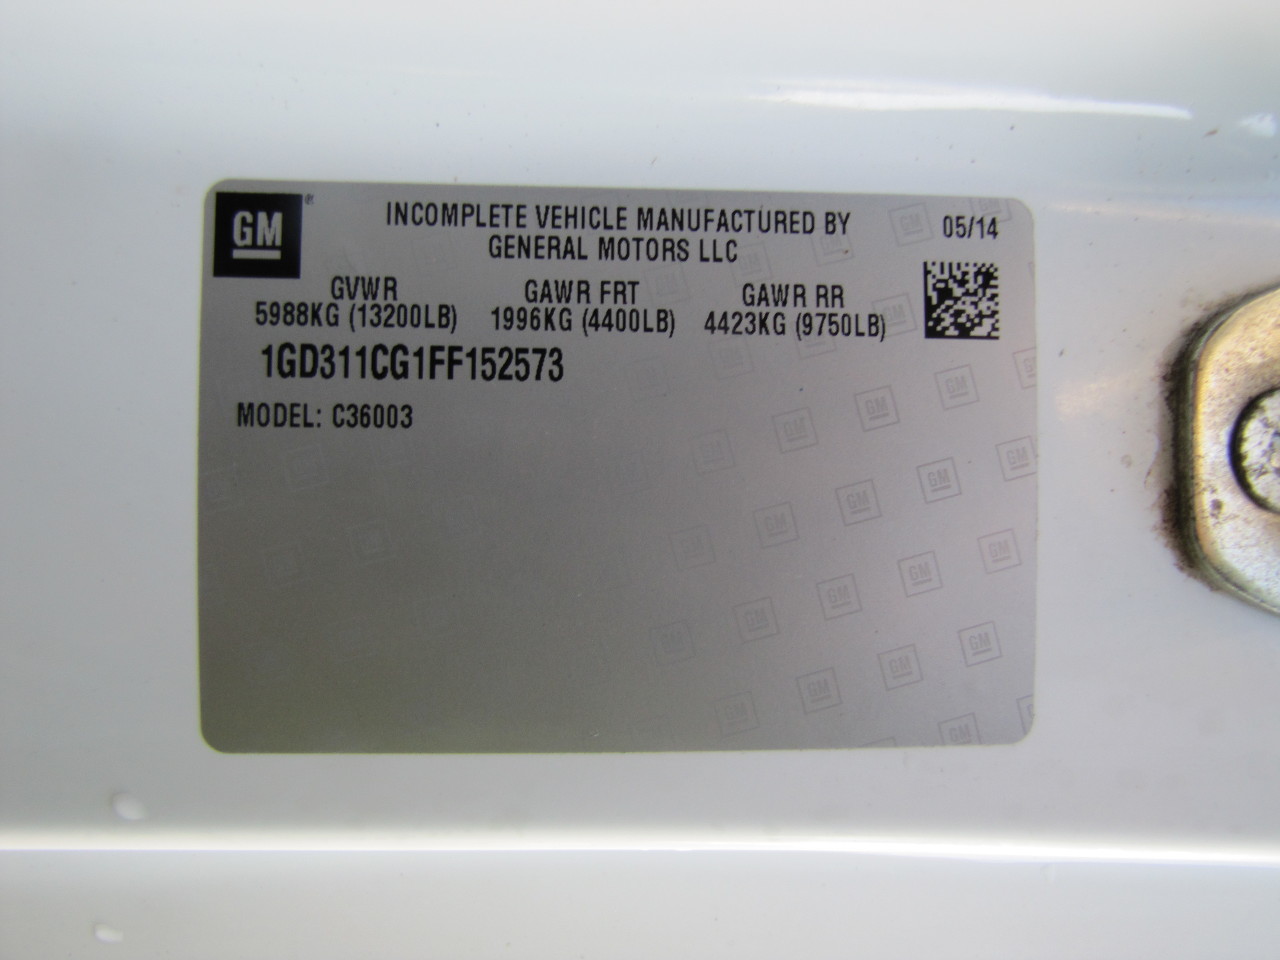 GM®
INCOMPLETE VEHICLE MANUFACTURED BY
GENERAL MOTORS LLC
05/14
GVWR GAWR FRT GAWR RR
5988KG (13200LB) 1996KG (4400LB) 4423KG (9750LB)
1GD311CG1FF152573
MODEL: C36003